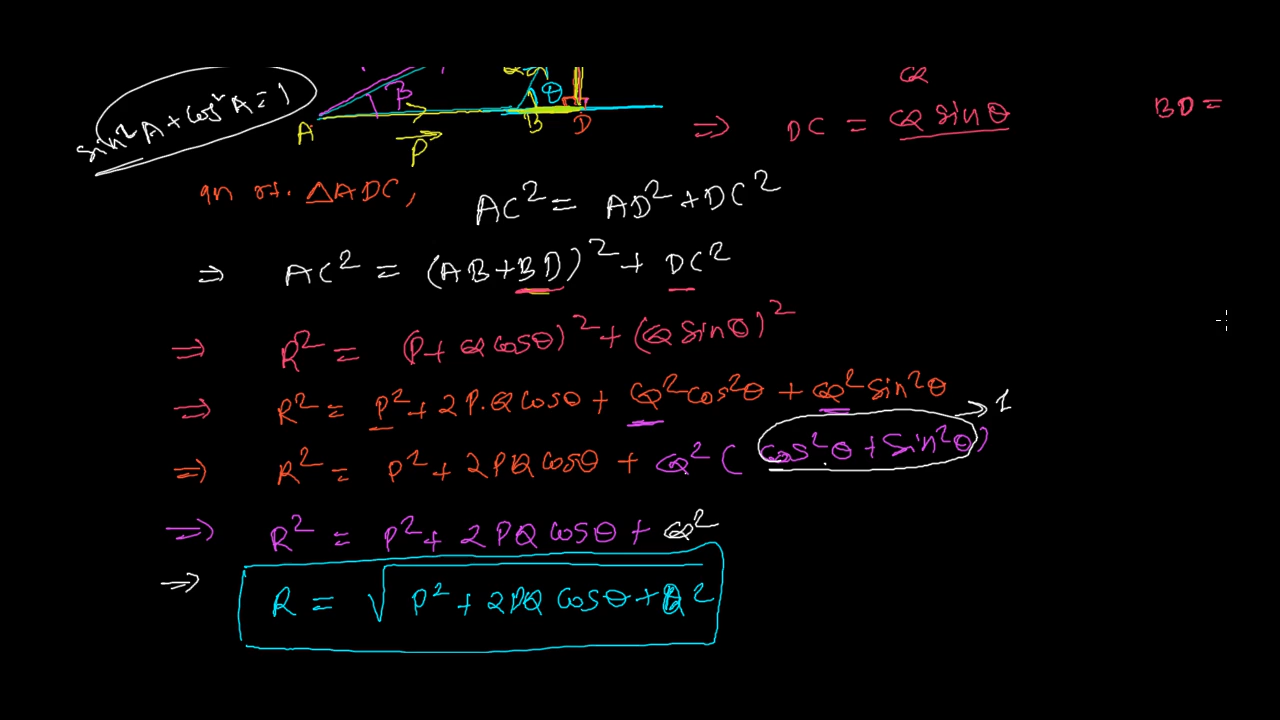 sin²A + cos²A = 1
β
θ
A
B
D
P
Q
⇒ DC = Q sinθ
BD =
In rt. △ADC,
AC² = AD² + DC²
⇒ AC² = (AB + BD)² + DC²
⇒ R² = (P + Q cosθ)² + (Q sinθ)²
⇒ R² = P² + 2P.Q cosθ + Q² cos²θ + Q² sin²θ
→ 1
⇒ R² = P² + 2PQ cosθ + Q² ( cos²θ + sin²θ)
⇒ R² = P² + 2PQ cosθ + Q²
⇒ R = √P² + 2PQ cosθ + Q²